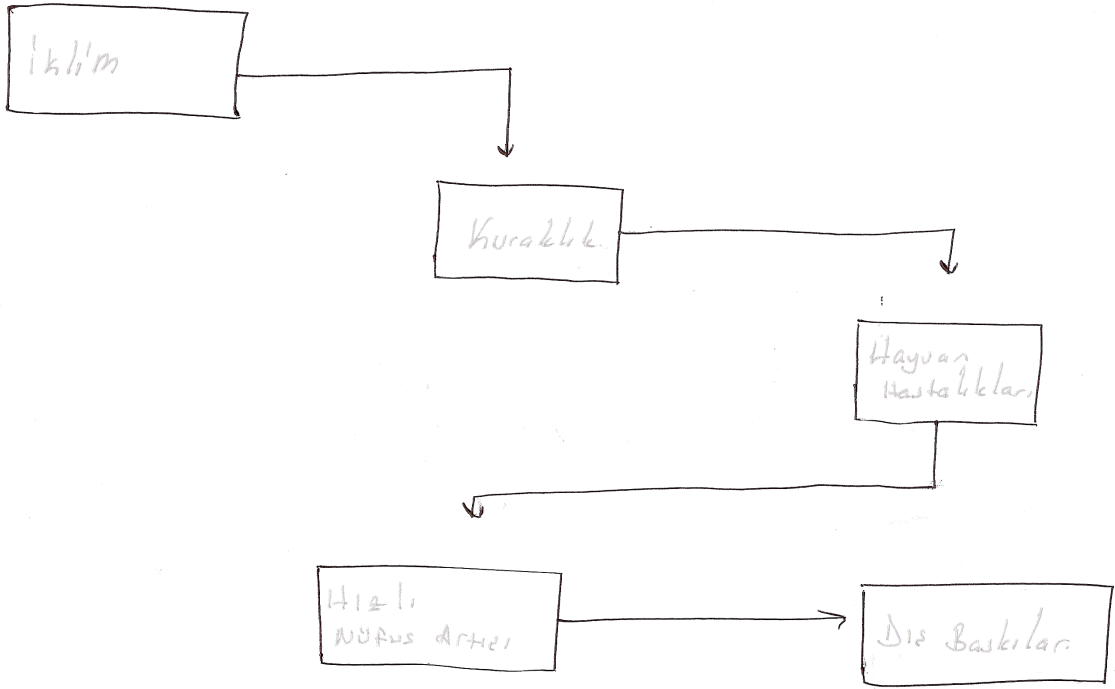 İklim
Kuraklık.
Hayvan
Hastalıkları
Hızlı
Nüfus Artışı
Dış Baskılar